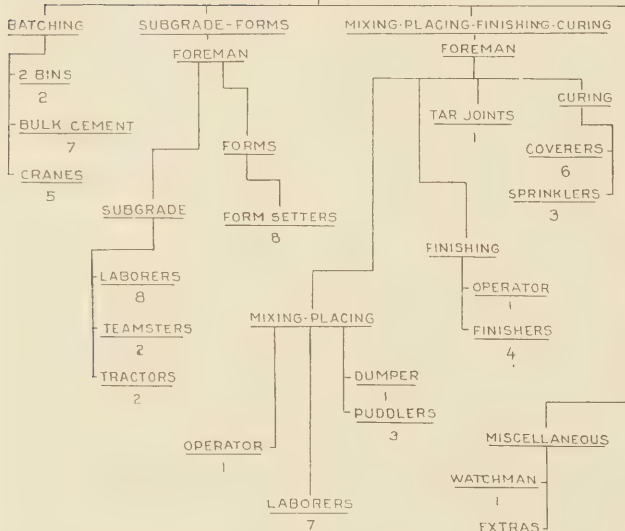 BATCHING
2 BINS
2
BULK CEMENT
7
CRANES
5
SUBGRADE-FORMS
FOREMAN
FORMS
FORM SETTERS
8
SUBGRADE
LABORERS
8
TEAMSTERS
2
TRACTORS
2
MIXING-PLACING-FINISHING-CURING
FOREMAN
TAR JOINTS
1
CURING
COVERERS
6
SPRINKLERS
3
FINISHING
OPERATOR
1
FINISHERS
4
MIXING-PLACING
DUMPER
1
PUDDLERS
3
OPERATOR
1
LABORERS
7
MISCELLANEOUS
WATCHMAN
1
EXTRAS